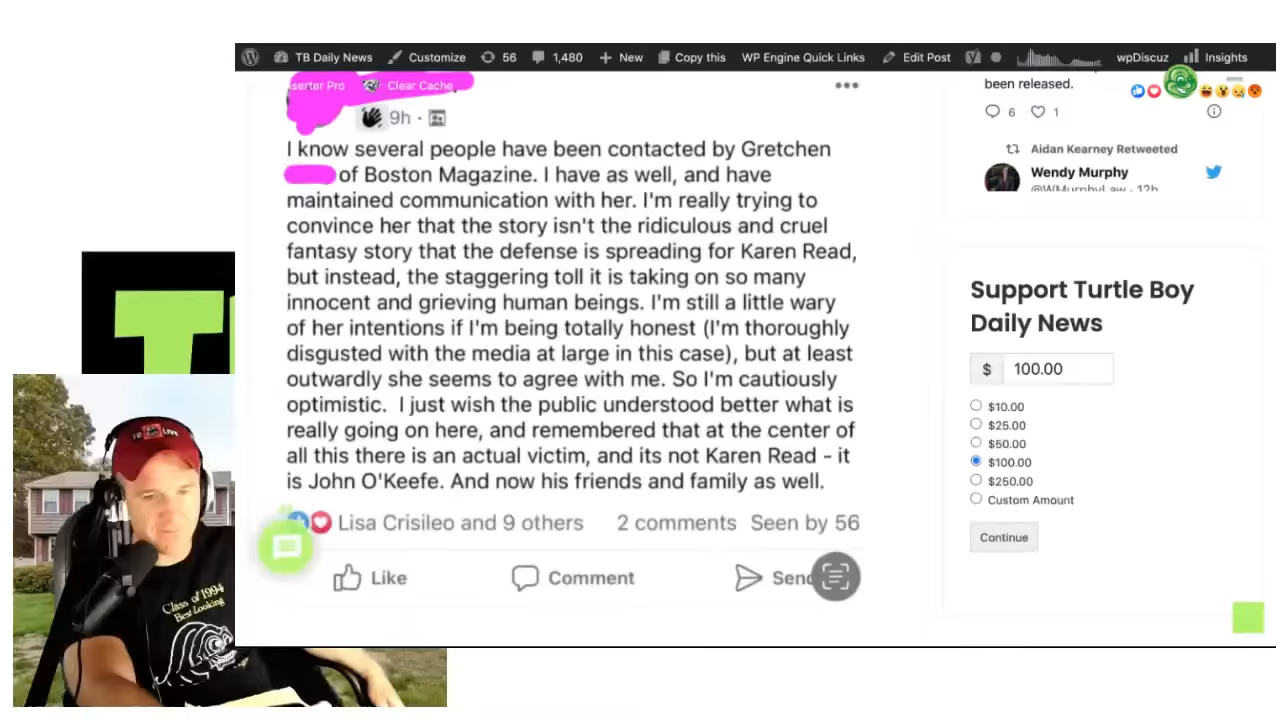 TB Daily News Customize 56 1,480 New Copy this WP Engine Quick Links Edit Post wpDiscuz Insights
serter Pro Clear Cache
9h
I know several people have been contacted by Gretchen
of Boston Magazine. I have as well, and have
maintained communication with her. I'm really trying to
convince her that the story isn't the ridiculous and cruel
fantasy story that the defense is spreading for Karen Read,
but instead, the staggering toll it is taking on so many
innocent and grieving human beings. I'm still a little wary
of her intentions if I'm being totally honest (I'm thoroughly
disgusted with the media at large in this case), but at least
outwardly she seems to agree with me. So I'm cautiously
optimistic. I just wish the public understood better what is
really going on here, and remembered that at the center of
all this there is an actual victim, and its not Karen Read - it
is John O'Keefe. And now his friends and family as well.
Lisa Crisileo and 9 others 2 comments Seen by 56
Like Comment Send
been released.
6 1
Aidan Kearney Retweeted
Wendy Murphy
@WMurphyLaw · 12h
Support Turtle Boy
Daily News
$ 100.00
$10.00
$25.00
$50.00
$100.00
$250.00
Custom Amount
Continue
TB LIVE
Class of 1994
Best Looking